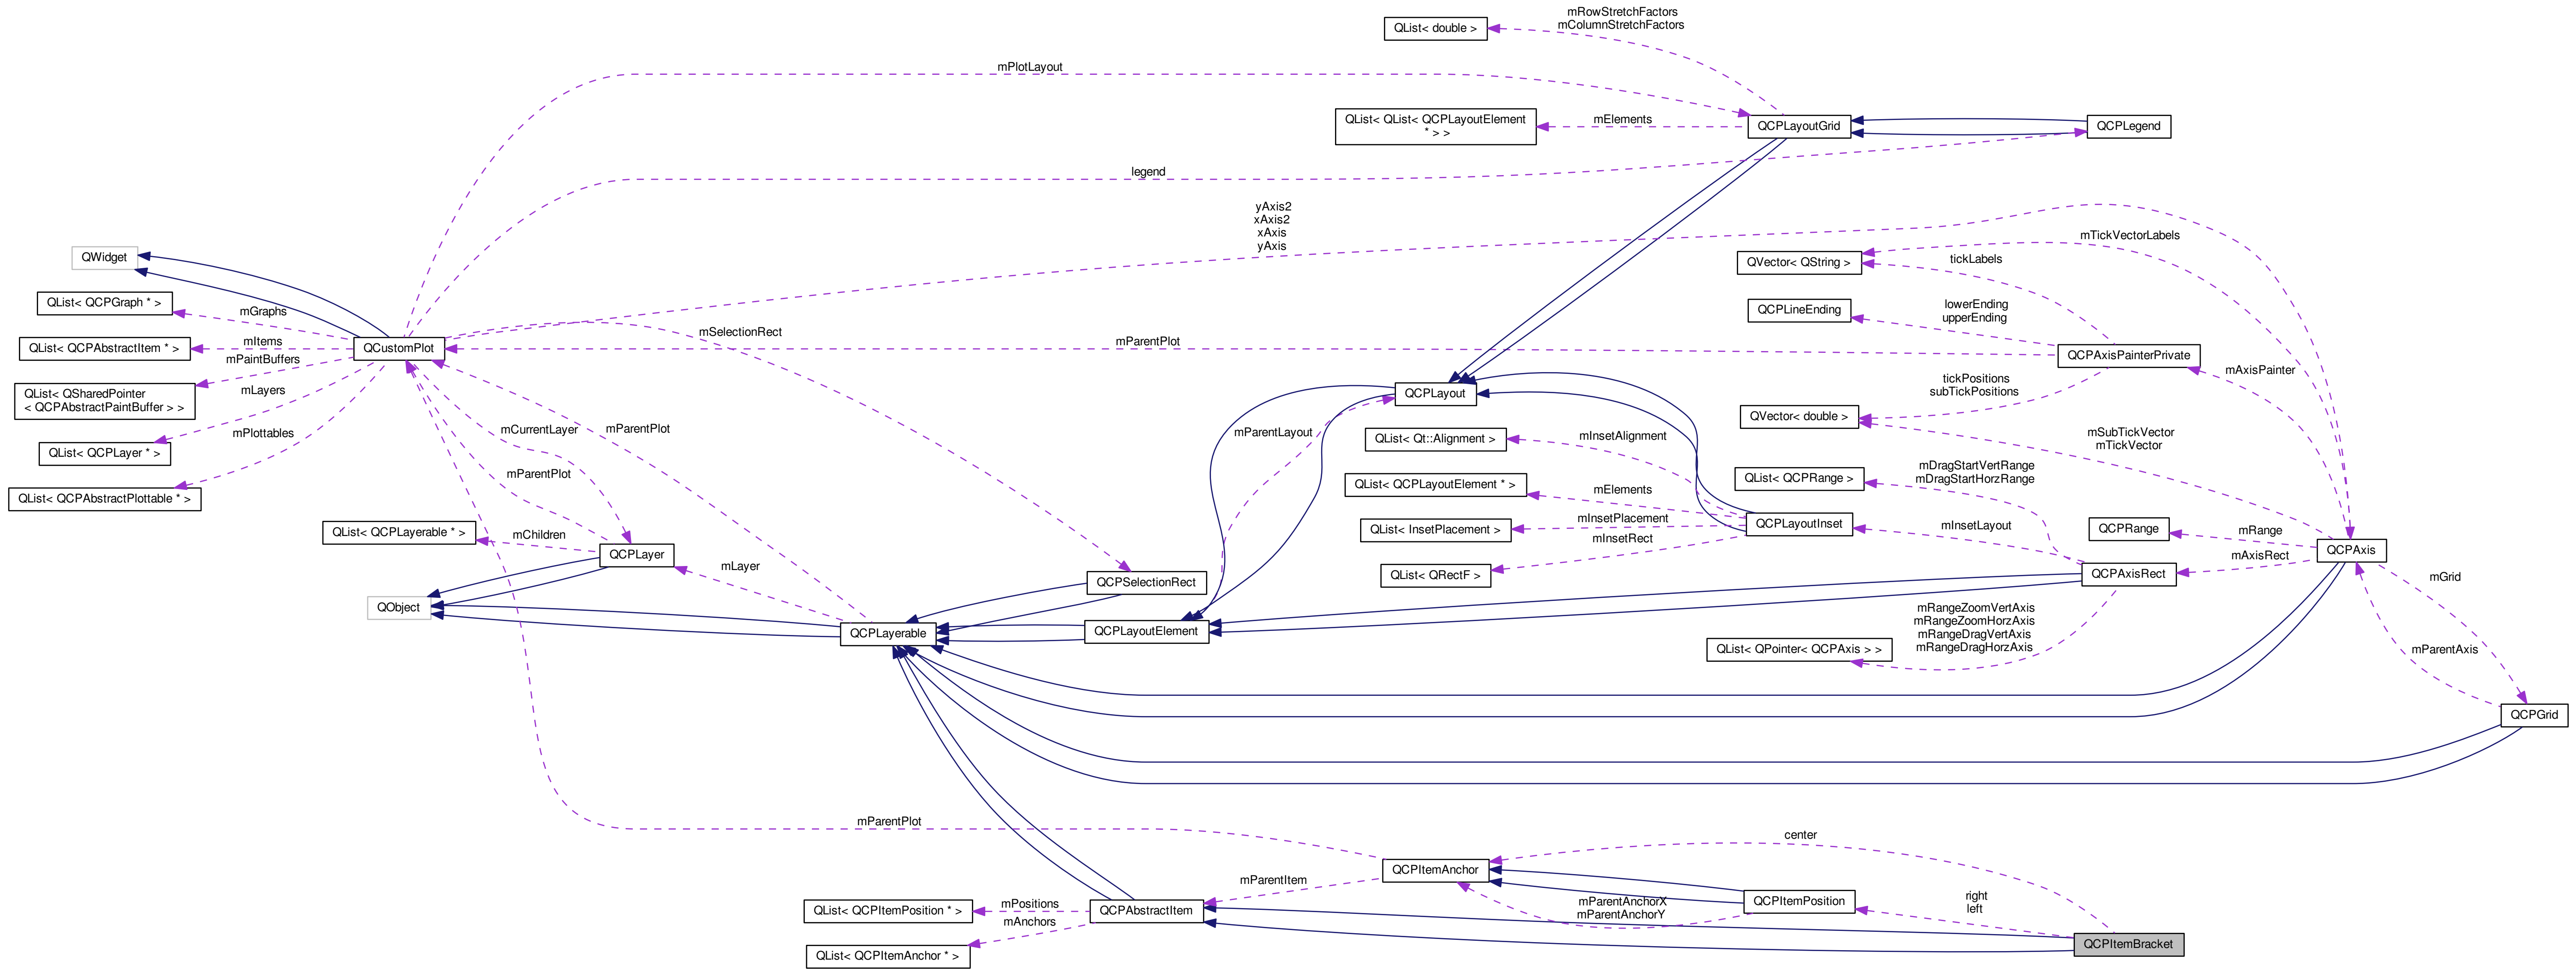 mRowStretchFactors
mColumnStretchFactors
QList< double >
mPlotLayout
QList< QList< QCPLayoutElement
* > >
mElements
QCPLayoutGrid
QCPLegend
legend
yAxis2
xAxis2
xAxis
yAxis
QWidget
mTickVectorLabels
QVector< QString >
tickLabels
QList< QCPGraph * >
mGraphs
QCPLineEnding
lowerEnding
upperEnding
mSelectionRect
QList< QCPAbstractItem * >
mItems
QCustomPlot
mParentPlot
QCPAxisPainterPrivate
mPaintBuffers
mAxisPainter
QList< QSharedPointer
< QCPAbstractPaintBuffer > >
mLayers
QCPLayout
tickPositions
subTickPositions
QVector< double >
mPlottables
mCurrentLayer
mParentPlot
mParentLayout
QList< Qt::Alignment >
mInsetAlignment
mSubTickVector
mTickVector
QList< QCPLayer * >
mParentPlot
QList< QCPLayoutElement * >
mElements
QList< QCPRange >
mDragStartVertRange
mDragStartHorzRange
QList< QCPAbstractPlottable * >
QList< QCPLayerable * >
mChildren
QList< InsetPlacement >
mInsetPlacement
QCPLayoutInset
mInsetLayout
QCPRange
mRange
QCPLayer
mInsetRect
QCPAxis
mAxisRect
mLayer
QCPSelectionRect
QList< QRectF >
QCPAxisRect
mGrid
QObject
QCPLayerable
QCPLayoutElement
mRangeZoomVertAxis
mRangeZoomHorzAxis
mRangeDragVertAxis
mRangeDragHorzAxis
QList< QPointer< QCPAxis > >
mParentAxis
QCPGrid
mParentPlot
center
QCPItemAnchor
mParentItem
QCPItemPosition
right
left
mParentAnchorX
mParentAnchorY
QList< QCPItemPosition * >
mPositions
mAnchors
QCPAbstractItem
QCPItemBracket
QList< QCPItemAnchor * >